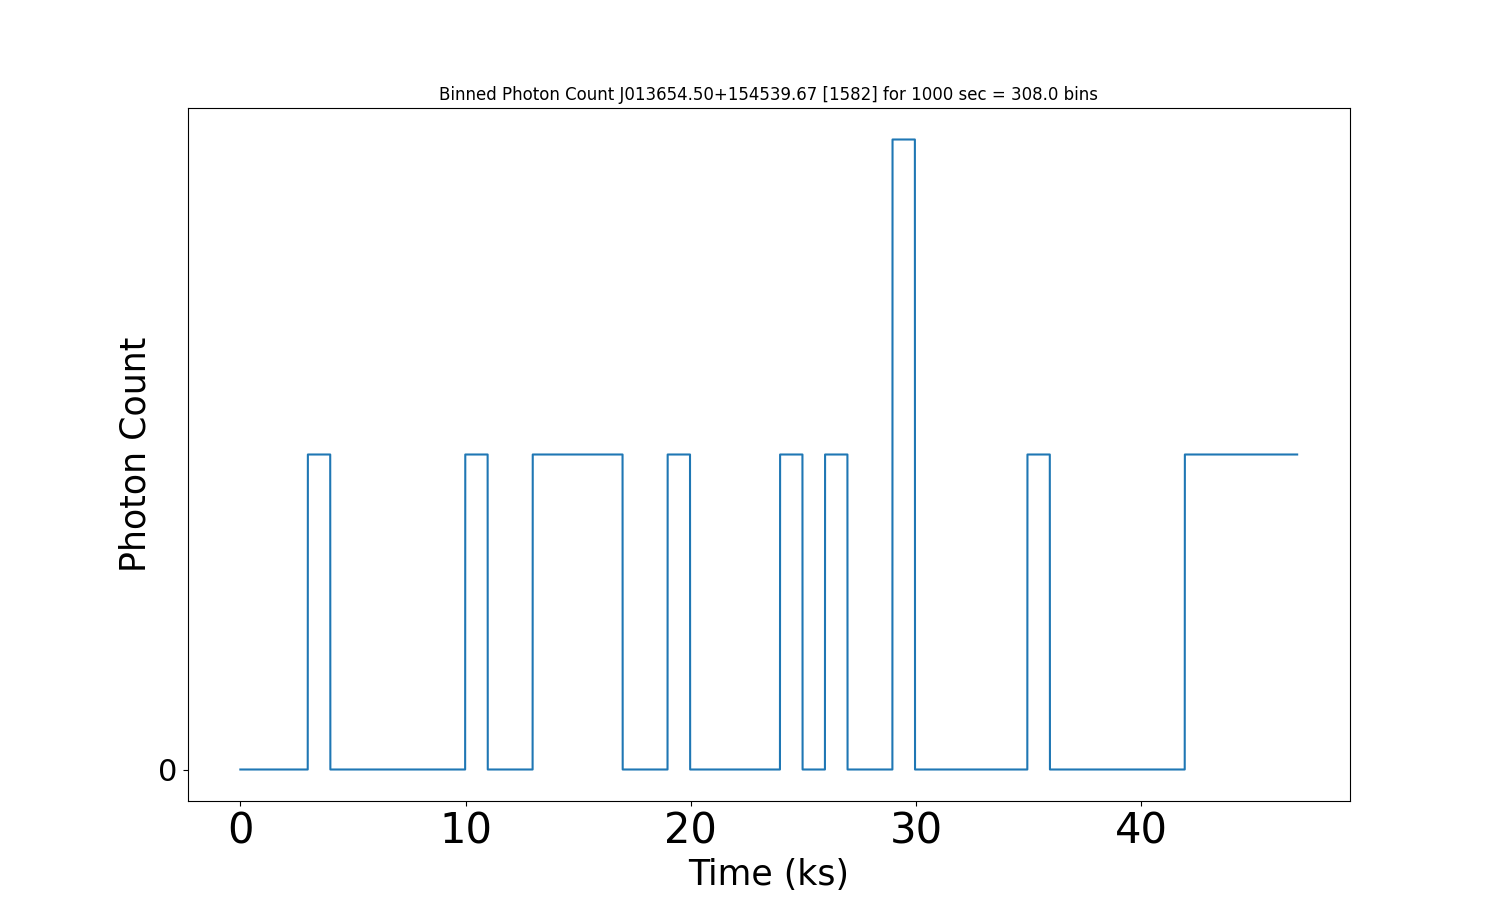 Binned Photon Count J013654.50+154539.67 [1582] for 1000 sec = 308.0 bins
Photon Count
0
0 10 20 30 40
Time (ks)